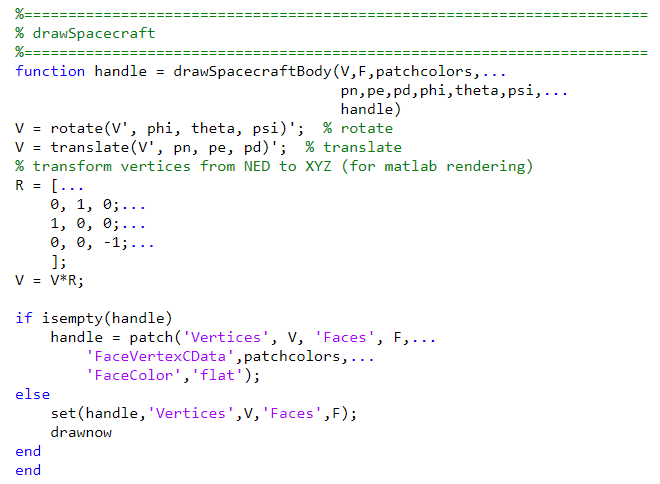 %=======================================================================
% drawSpacecraft
%=======================================================================
function handle = drawSpacecraftBody(V,F,patchcolors,...
                                     pn,pe,pd,phi,theta,psi,...
                                     handle)
V = rotate(V', phi, theta, psi)';  % rotate
V = translate(V', pn, pe, pd)';  % translate
% transform vertices from NED to XYZ (for matlab rendering)
R = [...
    0, 1, 0;...
    1, 0, 0;...
    0, 0, -1;...
    ];
V = V*R;

if isempty(handle)
    handle = patch('Vertices', V, 'Faces', F,...
        'FaceVertexCData',patchcolors,...
        'FaceColor','flat');
else
    set(handle,'Vertices',V,'Faces',F);
    drawnow
end
end